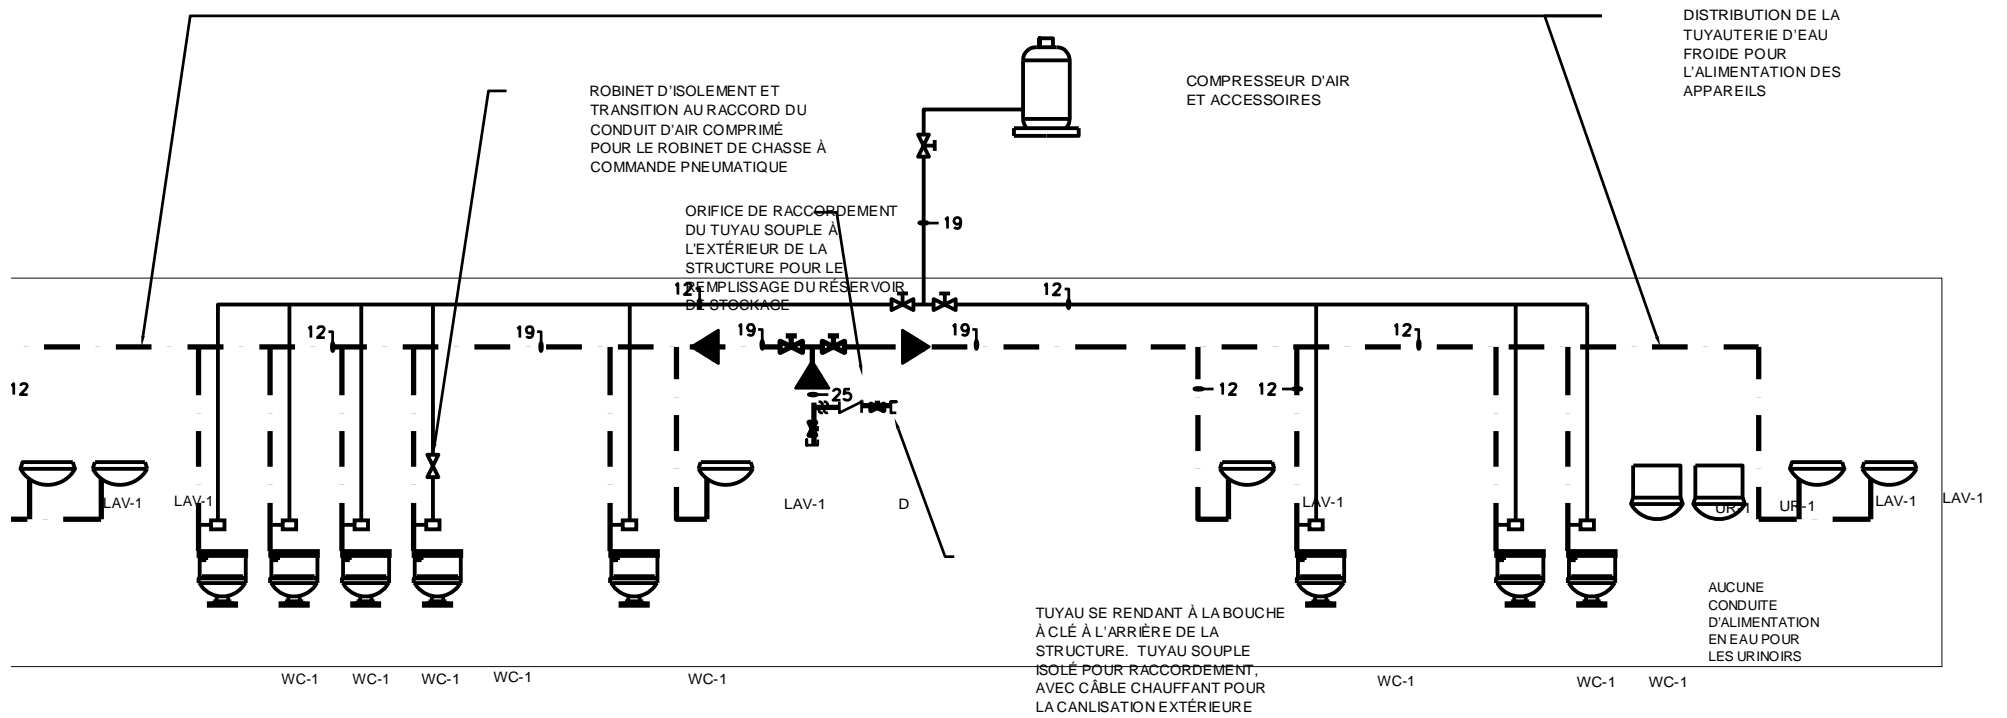 DISTRIBUTION DE LA
TUYAUTERIE D'EAU
FROIDE POUR
L'ALIMENTATION DES
APPAREILS
COMPRESSEUR D'AIR
ET ACCESSOIRES
ROBINET D'ISOLEMENT ET
TRANSITION AU RACCORD DU
CONDUIT D'AIR COMPRIMÉ
POUR LE ROBINET DE CHASSE À
COMMANDE PNEUMATIQUE
ORIFICE DE RACCORDEMENT
DU TUYAU SOUPLE À
L'EXTÉRIEUR DE LA
STRUCTURE POUR LE
REMPLISSAGE DU RÉSERVOIR
DE STOCKAGE
19
12
12
12
19
19
19
12
12
25
12
12
LAV-1
LAV-1
LAV-1
D
LAV-1
UR-1
UR-1
LAV-1
LAV-1
AUCUNE
CONDUITE
D'ALIMENTATION
EN EAU POUR
LES URINOIRS
TUYAU SE RENDANT À LA BOUCHE
À CLÉ À L'ARRIÈRE DE LA
STRUCTURE. TUYAU SOUPLE
ISOLÉ POUR RACCORDEMENT,
AVEC CÂBLE CHAUFFANT POUR
LA CANLISATION EXTÉRIEURE
WC-1
WC-1
WC-1
WC-1
WC-1
WC-1
WC-1
WC-1